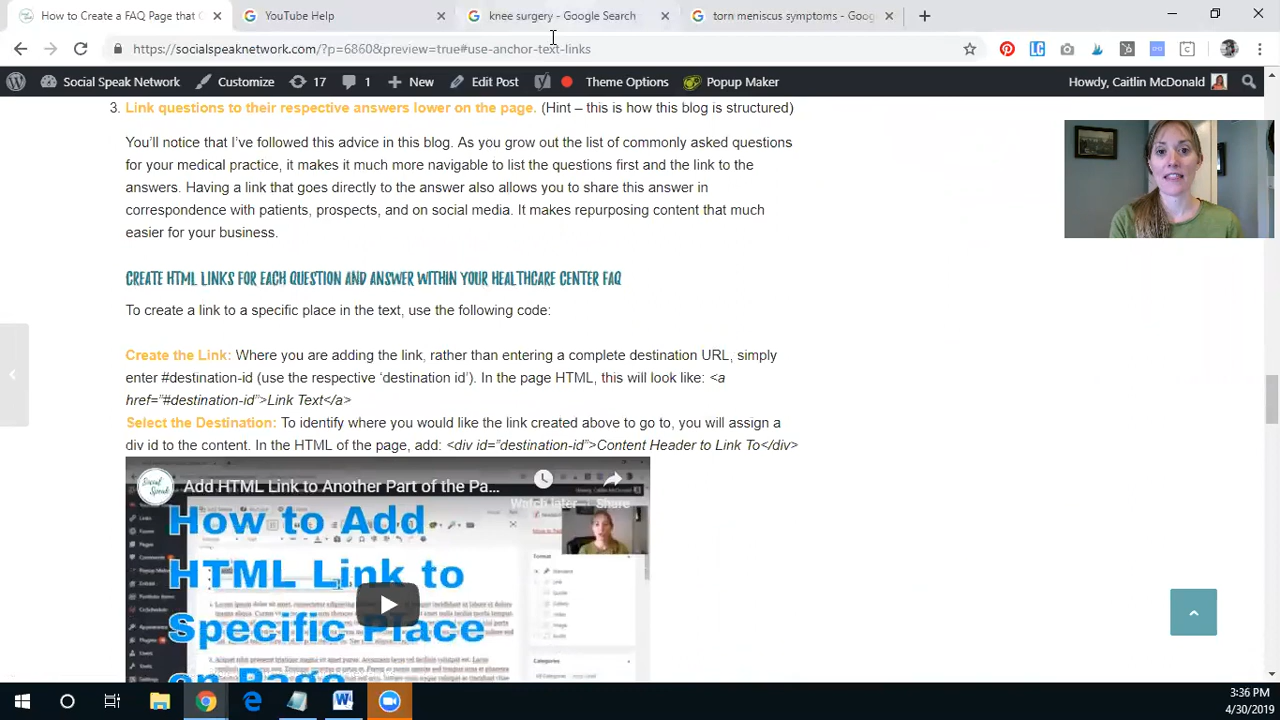 How to Create a FAQ Page that C
YouTube Help
knee surgery - Google Search
torn meniscus symptoms - Goog
https://socialspeaknetwork.com/?p=6860&preview=true#use-anchor-text-links
Social Speak Network
Customize
17
1
New
Edit Post
Theme Options
Popup Maker
Howdy, Caitlin McDonald
3. Link questions to their respective answers lower on the page. (Hint – this is how this blog is structured)
You'll notice that I've followed this advice in this blog. As you grow out the list of commonly asked questions
for your medical practice, it makes it much more navigable to list the questions first and the link to the
answers. Having a link that goes directly to the answer also allows you to share this answer in
correspondence with patients, prospects, and on social media. It makes repurposing content that much
easier for your business.
CREATE HTML LINKS FOR EACH QUESTION AND ANSWER WITHIN YOUR HEALTHCARE CENTER FAQ
To create a link to a specific place in the text, use the following code:
Create the Link: Where you are adding the link, rather than entering a complete destination URL, simply
enter #destination-id (use the respective 'destination id'). In the page HTML, this will look like: <a
href="#destination-id">Link Text</a>
Select the Destination: To identify where you would like the link created above to go to, you will assign a
div id to the content. In the HTML of the page, add: <div id="destination-id">Content Header to Link To</div>
Social Speak
Add HTML Link to Another Part of the Pa...
Watch later
Share
How to Add
HTML Link to
Specific Place
on Page
3:36 PM
4/30/2019